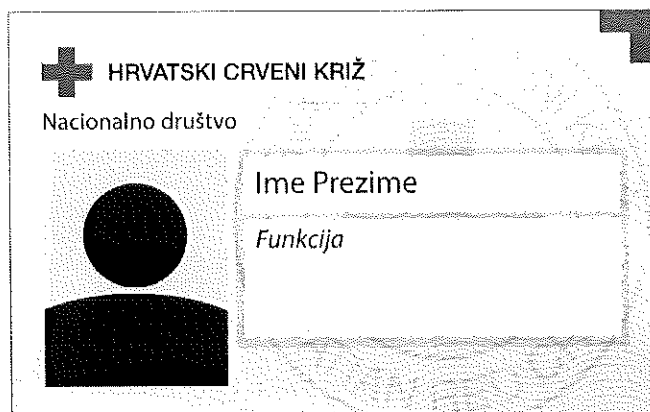 HRVATSKI CRVENI KRIŽ
Nacionalno društvo
Ime Prezime
Funkcija